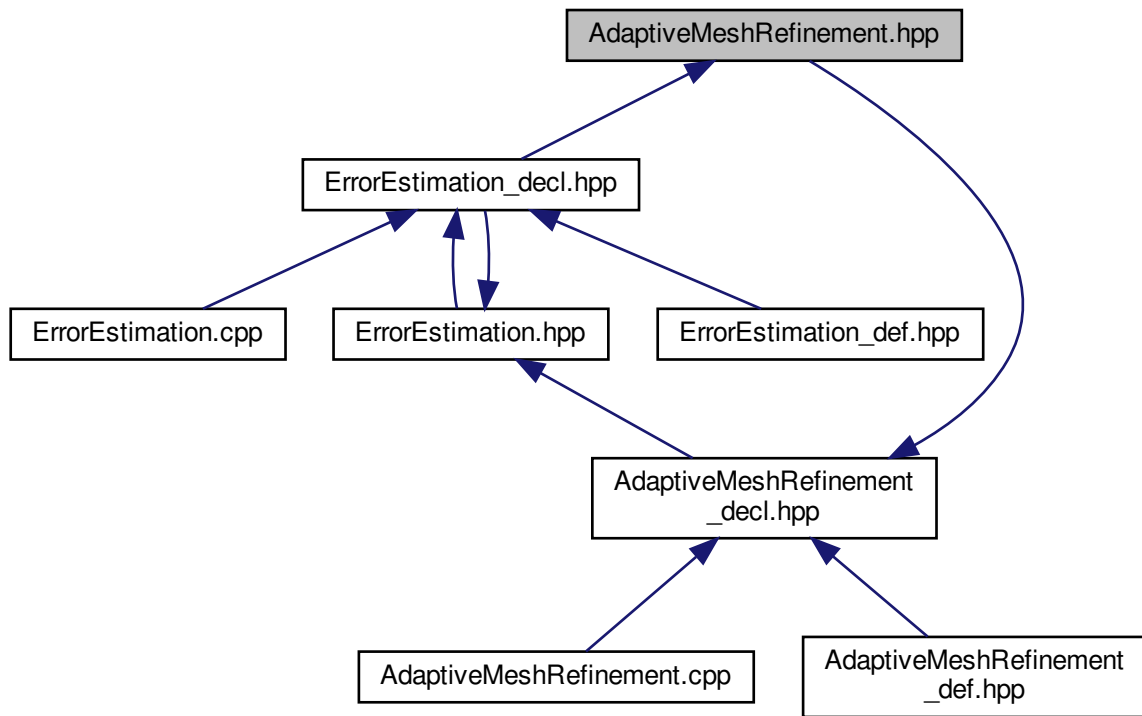 AdaptiveMeshRefinement.hpp
ErrorEstimation_decl.hpp
ErrorEstimation.cpp
ErrorEstimation.hpp
ErrorEstimation_def.hpp
AdaptiveMeshRefinement
_decl.hpp
AdaptiveMeshRefinement.cpp
AdaptiveMeshRefinement
_def.hpp